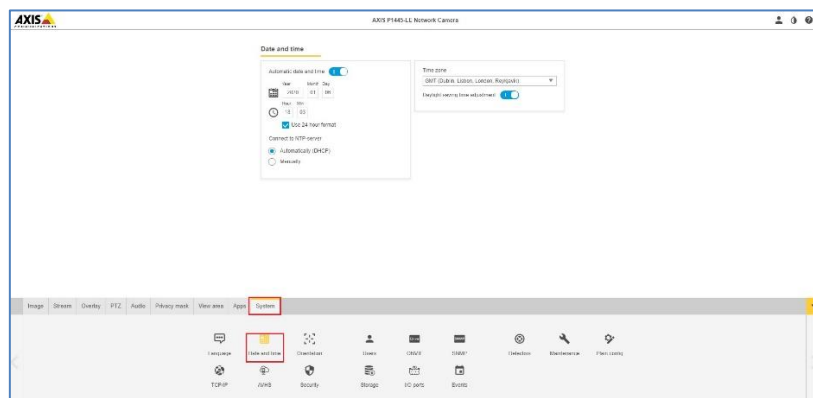 AXIS
AXIS P1445-LE Network Camera
Date and time
Automatic date and time
Year Month Day
2018 01
Hour Min
Use 24-hour format
Connect to NTP server
Automatically (DHCP)
Manually
Time zone
GMT (Dublin, Lisbon, London, Reykjavik)
Daylight saving time adjustment
Image Stream Overlay PTZ Audio Privacy mask View area Apps System
Language Date and time Orientation Users ONVIF SNMP Detection Maintenance Plain config
TCP/IP AVHS Security Storage I/O ports Events